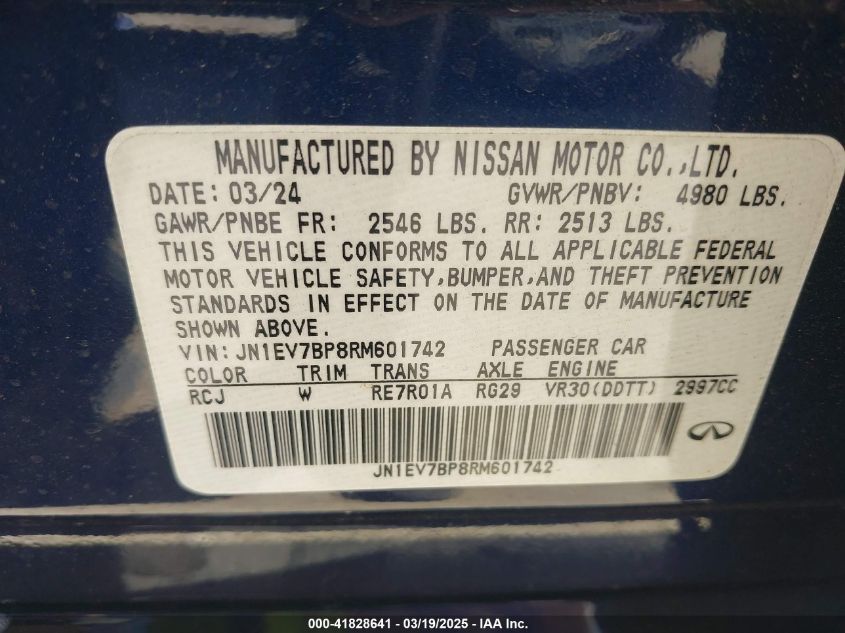 MANUFACTURED BY NISSAN MOTOR CO.,LTD.
DATE: 03/24 GVWR/PNBV: 4980 LBS.
GAWR/PNBE FR: 2546 LBS. RR: 2513 LBS.
THIS VEHICLE CONFORMS TO ALL APPLICABLE FEDERAL
MOTOR VEHICLE SAFETY,BUMPER,AND THEFT PREVENTION
STANDARDS IN EFFECT ON THE DATE OF MANUFACTURE
SHOWN ABOVE.
VIN:JN1EV7BP8RM601742 PASSENGER CAR
COLOR TRIM TRANS AXLE ENGINE
RCJ W RE7R01A RG29 VR30(DDTT) 2997CC
JN1EV7BP8RM601742
000-41828641 - 03/19/2025 - IAA Inc.